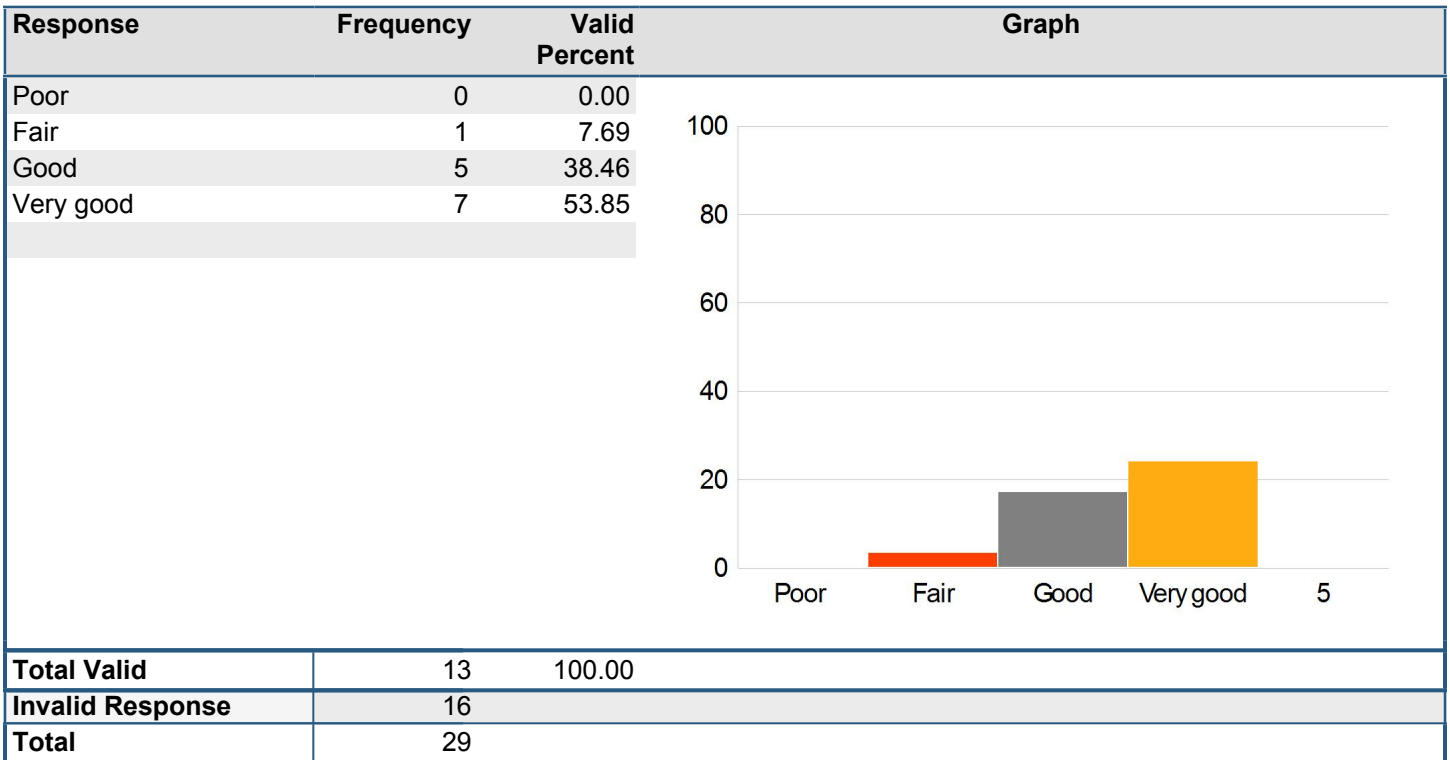 Response Frequency Valid Percent Graph
Poor 0 0.00
Fair 1 7.69
Good 5 38.46
Very good 7 53.85
100
80
60
40
20
0
Poor Fair Good Very good 5
Total Valid 13 100.00
Invalid Response 16
Total 29